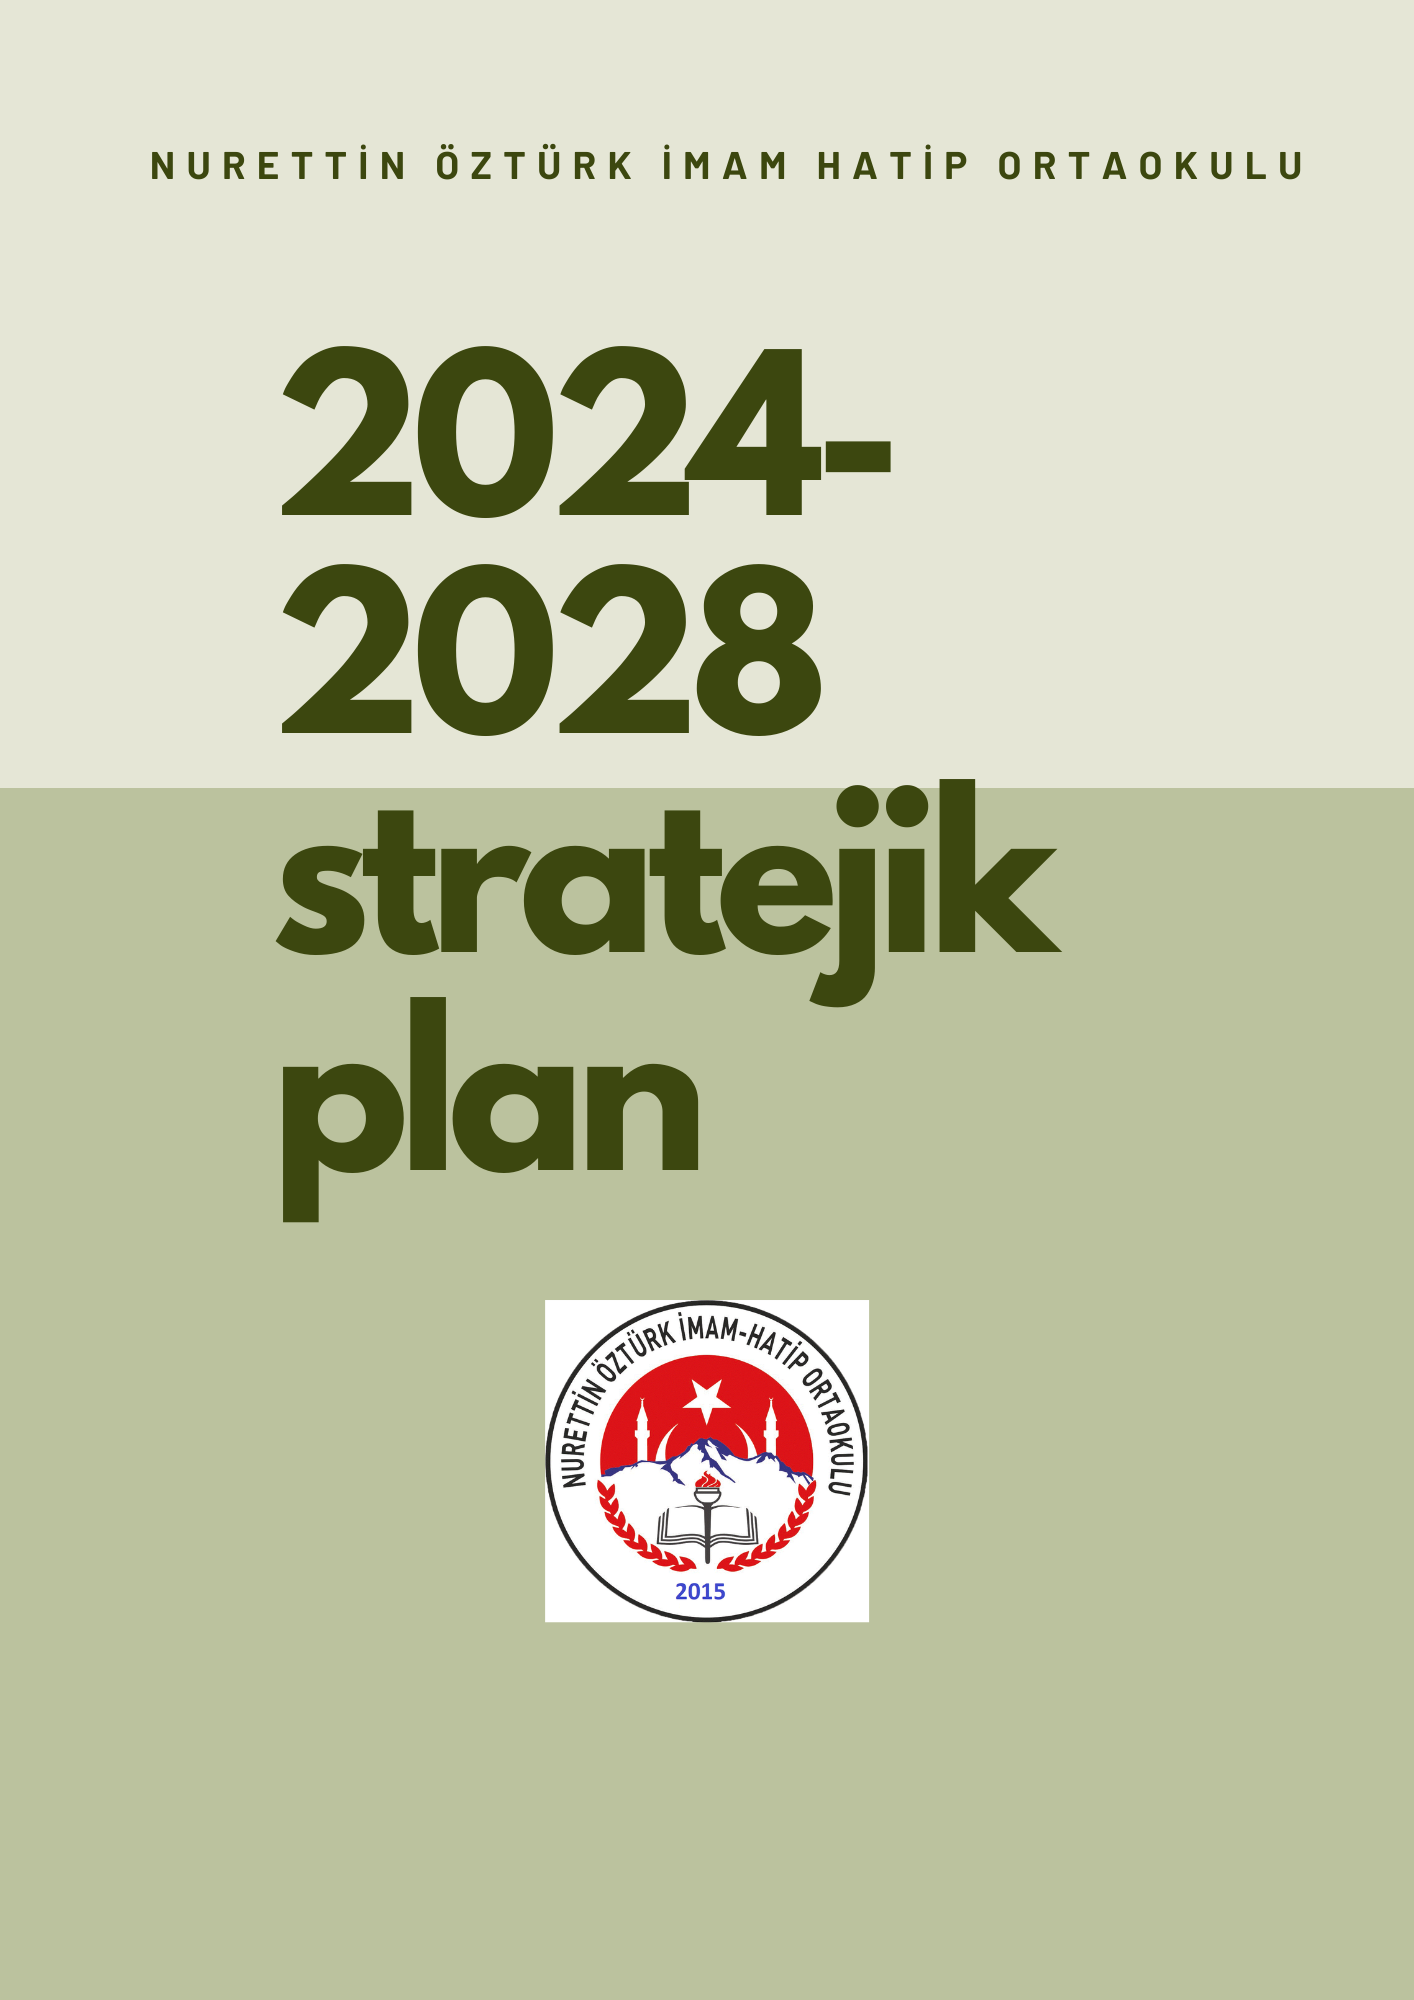 NURETTİN ÖZTÜRK İMAM HATİP ORTAOKULU
2024-
2028
stratejik
plan
NURETTİN ÖZTÜRK İMAM-HATİP ORTAOKULU
2015